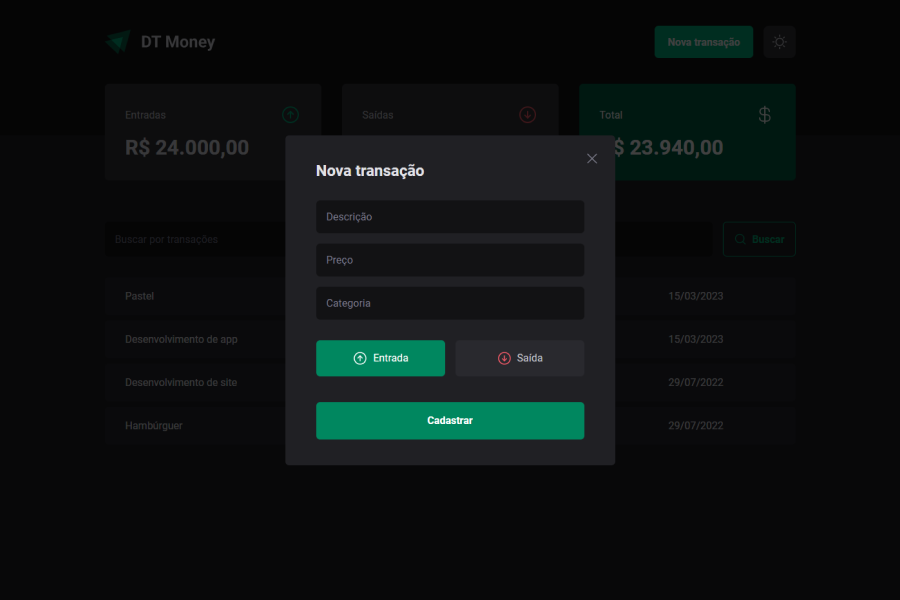 DT Money
Nova transação
Entradas
Saídas
Total
R$ 24.000,00
$ 23.940,00
Nova transação
Descrição
Preço
Categoria
Entrada
Saída
Cadastrar
Buscar por transações
Buscar
Pastel
15/03/2023
Desenvolvimento de app
15/03/2023
Desenvolvimento de site
29/07/2022
Hambúrguer
29/07/2022